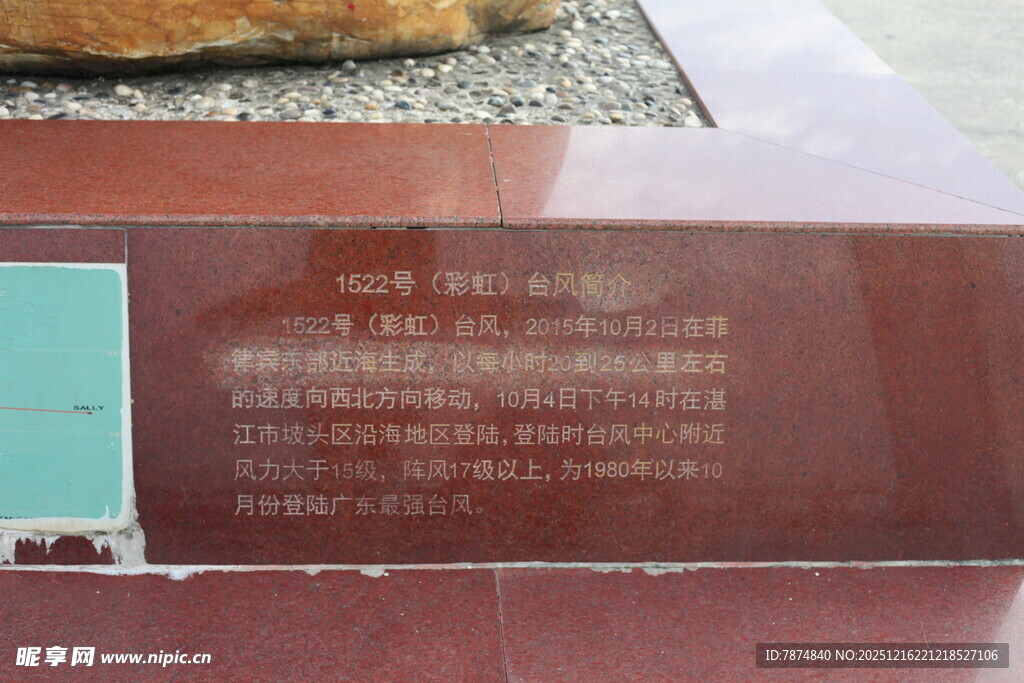 1522号（彩虹）台风简介
1522号（彩虹）台风，2015年10月2日在菲
律宾东部近海生成，以每小时20到25公里左右
的速度向西北方向移动，10月4日下午14时在湛
江市坡头区沿海地区登陆，登陆时台风中心附近
风力大于15级，阵风17级以上，为1980年以来10
月份登陆广东最强台风。
SALLY
昵享网 www.nipic.cn
ID:7874840 NO:20251216221218527106